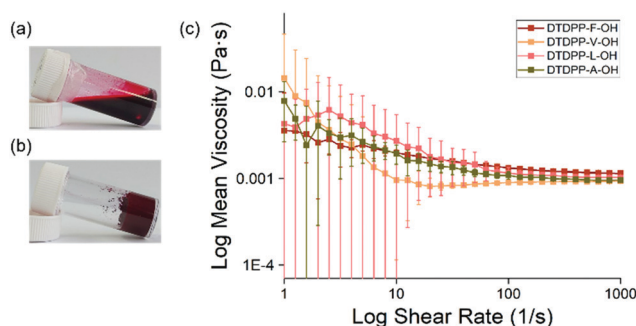 (a)
(b)
(c)
Log Mean Viscosity (Pa·s)
0.01
0.001
1E-4
DTDPP-F-OH
DTDPP-V-OH
DTDPP-L-OH
DTDPP-A-OH
1
10
100
1000
Log Shear Rate (1/s)